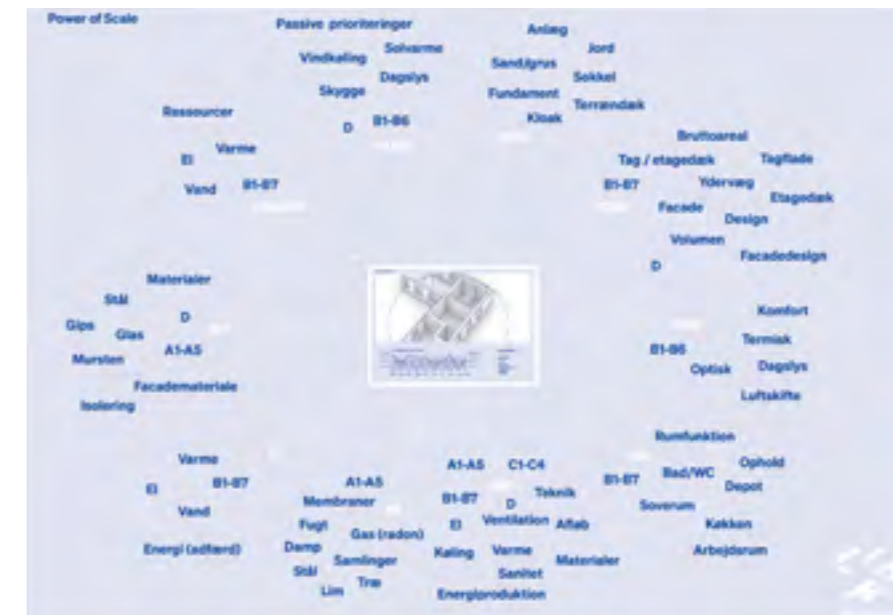 Power of Scale
Passive prioriteringer
Vindkøling
Solvarme
Dagslys
Skygge
D
B1-B6
Anlæg
Jord
Sand/grus
Sokkel
Fundament
Terrændæk
Kloak
Ressourcer
Varme
El
Vand
B1-B7
Bruttoareal
Tag / etagedæk
Tagflade
B1-B7
Ydervæg
Etagedæk
Facade
Design
Volumen
Facadedesign
D
Materialer
Stål
D
Gips
Glas
A1-A5
Mursten
Facademateriale
Isolering
Komfort
Termisk
B1-B6
Optisk
Dagslys
Luftskifte
Rumfunktion
Ophold
Bad/WC
B1-B7
Depot
Soverum
Køkken
Arbejdsrum
Varme
El
B1-B7
Vand
Energi (adfærd)
A1-A5
Membraner
Fugt
Gas (radon)
Damp
Samlinger
Stål
Træ
Lim
A1-A5
C1-C4
B1-B7
D
Teknik
El
Ventilation
Afløb
Køling
Varme
Materialer
Sanitet
Energiproduktion